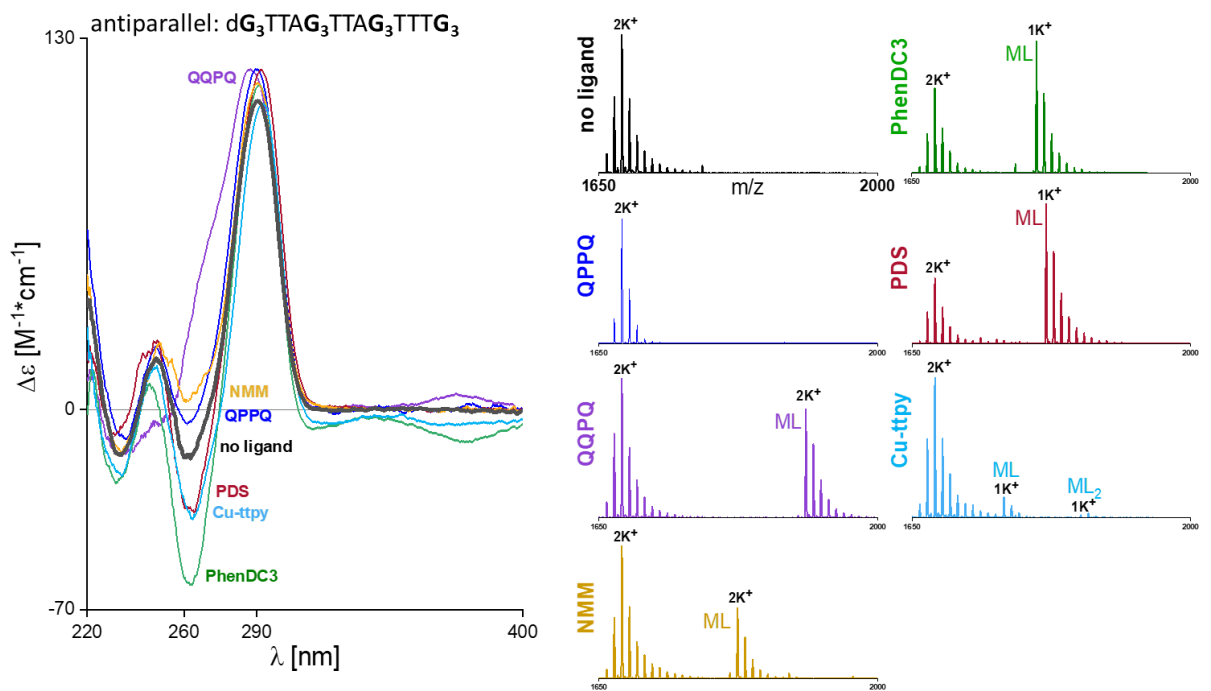 antiparallel: dG₃TTAG₃TTAG₃TTTG₃
130
0
-70
Δε [M⁻¹*cm⁻¹]
220
260
290
400
λ [nm]
QQPQ
NMM
QPPQ
no ligand
PDS
Cu-ttpy
PhenDC3
no ligand
2K⁺
1650
m/z
2000
PhenDC3
2K⁺
ML
1K⁺
1650
2000
QPPQ
2K⁺
1650
2000
PDS
2K⁺
ML
1K⁺
1650
2000
QQPQ
2K⁺
ML
2K⁺
1650
2000
Cu-ttpy
2K⁺
ML
1K⁺
ML₂
1K⁺
1650
2000
NMM
2K⁺
ML
2K⁺
1650
2000